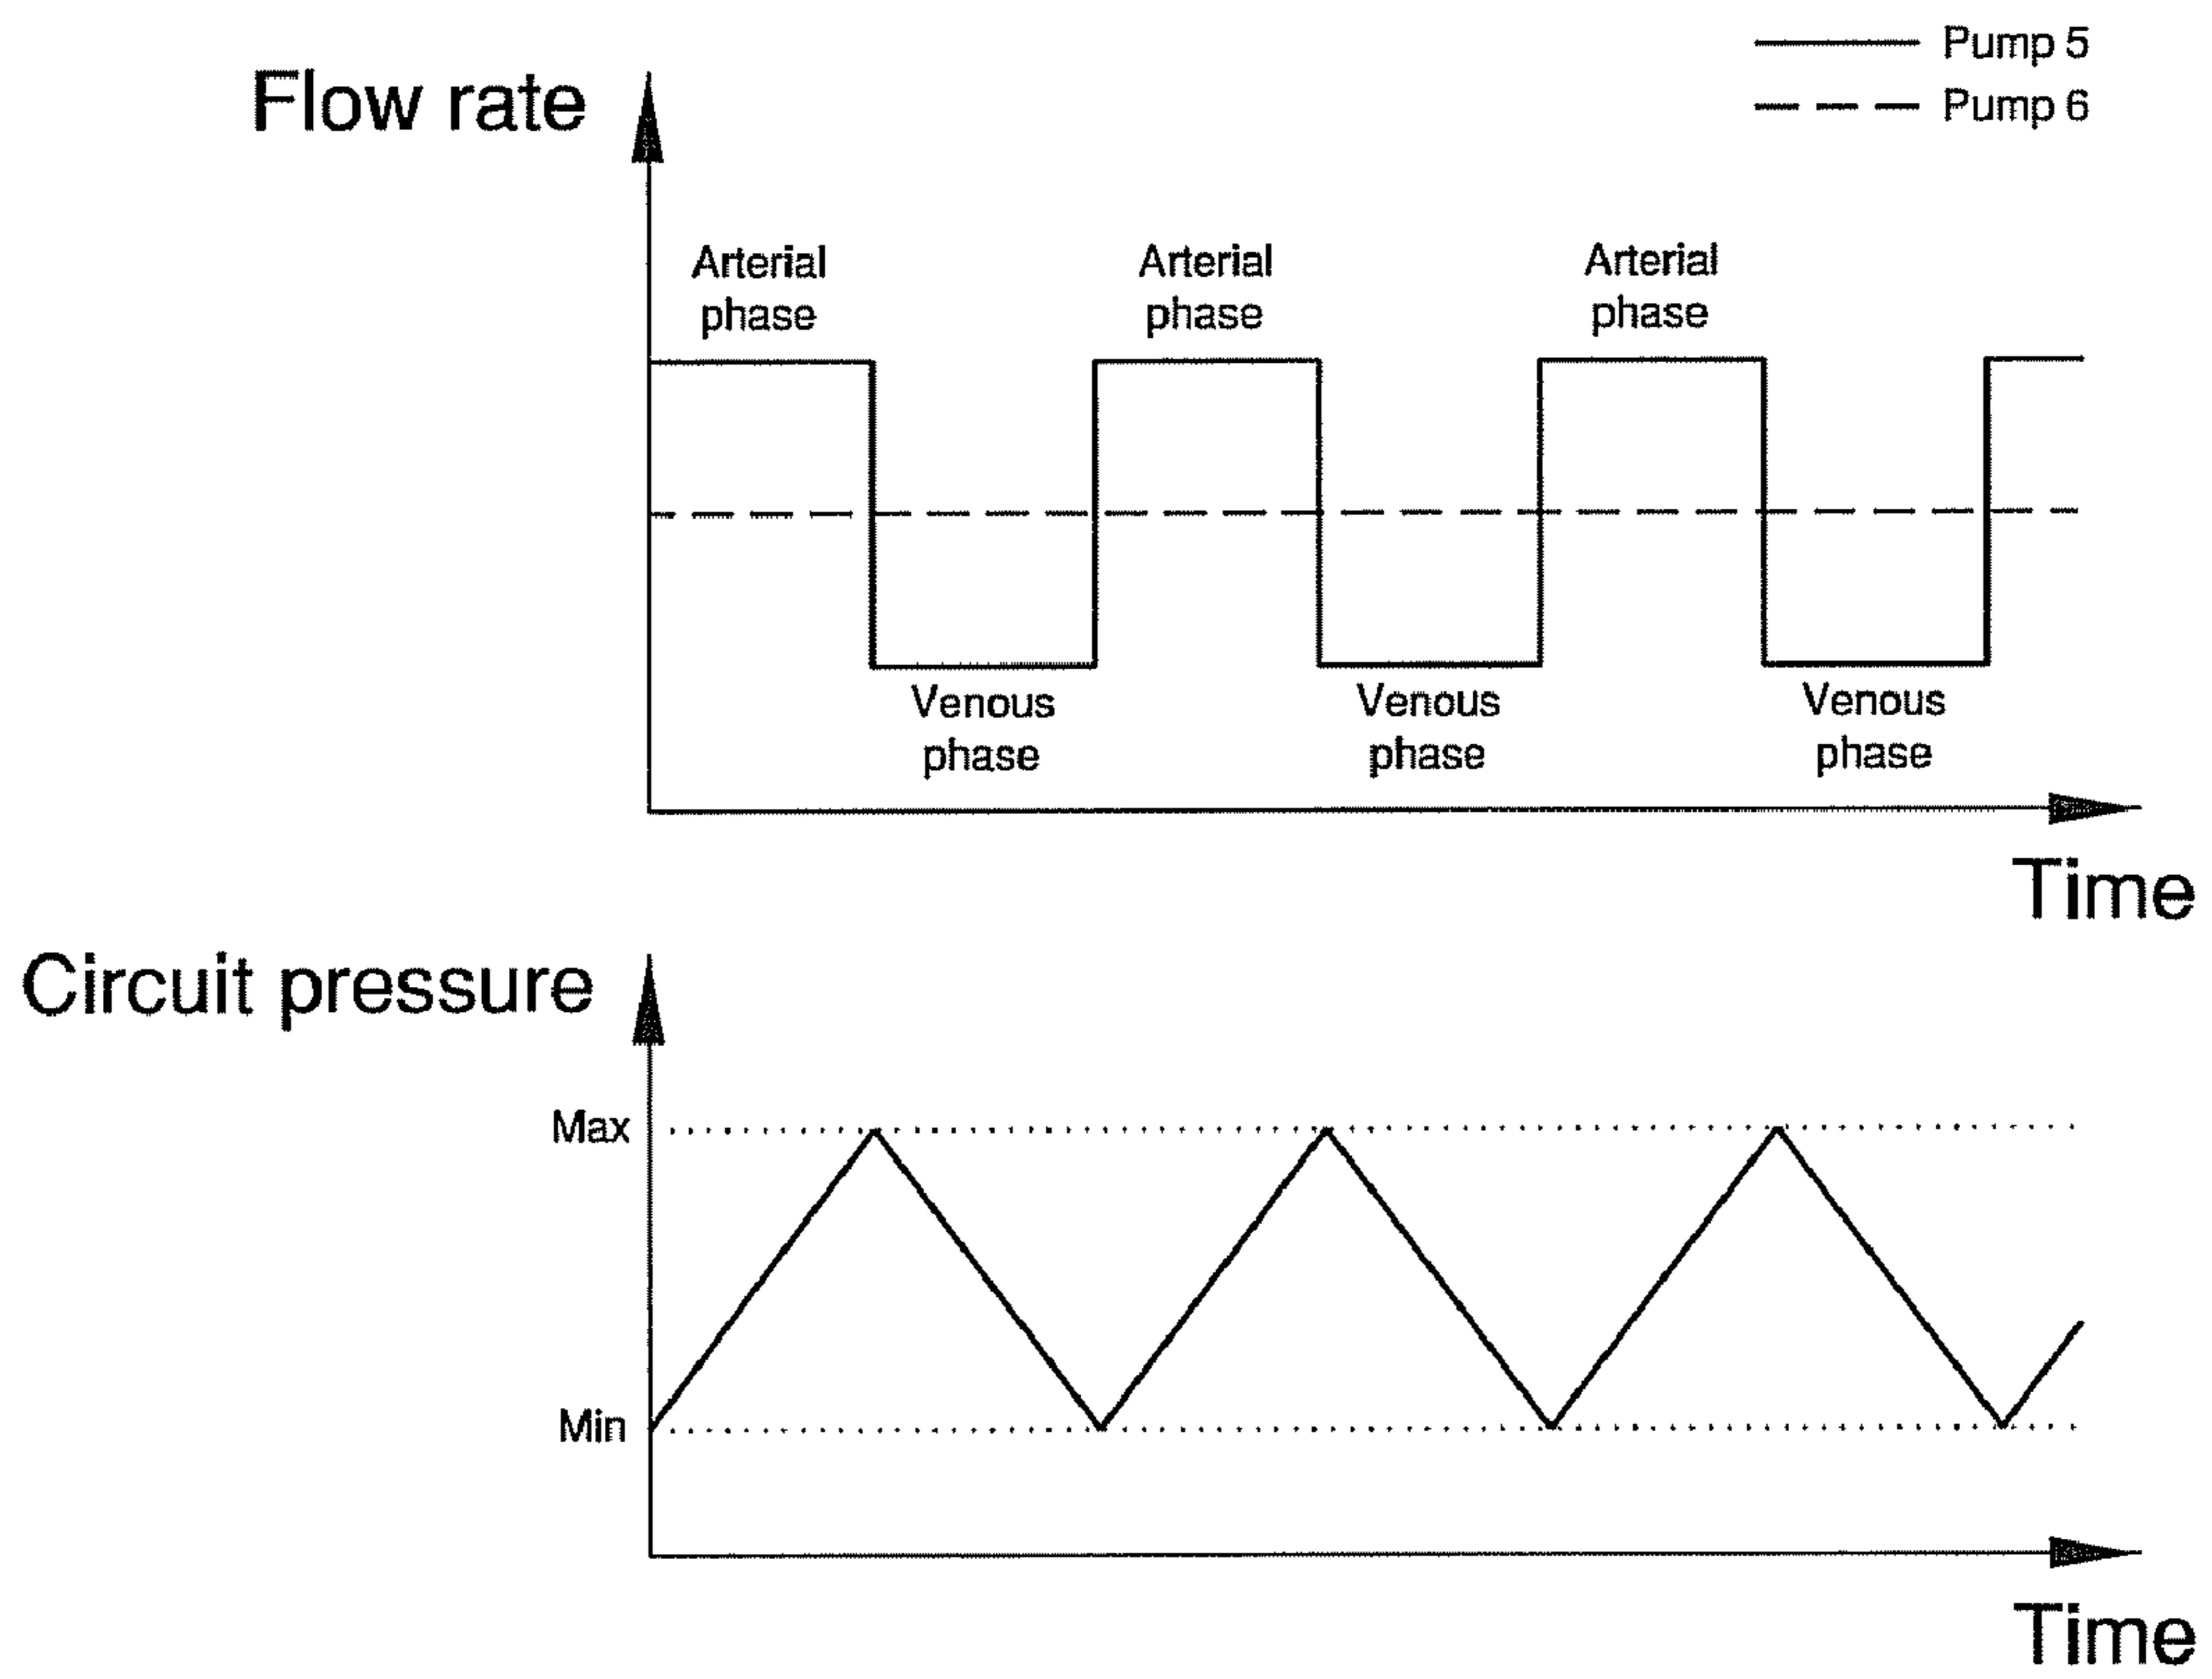 Pump 5
Pump 6
Flow rate
Arterial
phase
Arterial
phase
Arterial
phase
Venous
phase
Venous
phase
Venous
phase
Time
Circuit pressure
Max
Min
Time